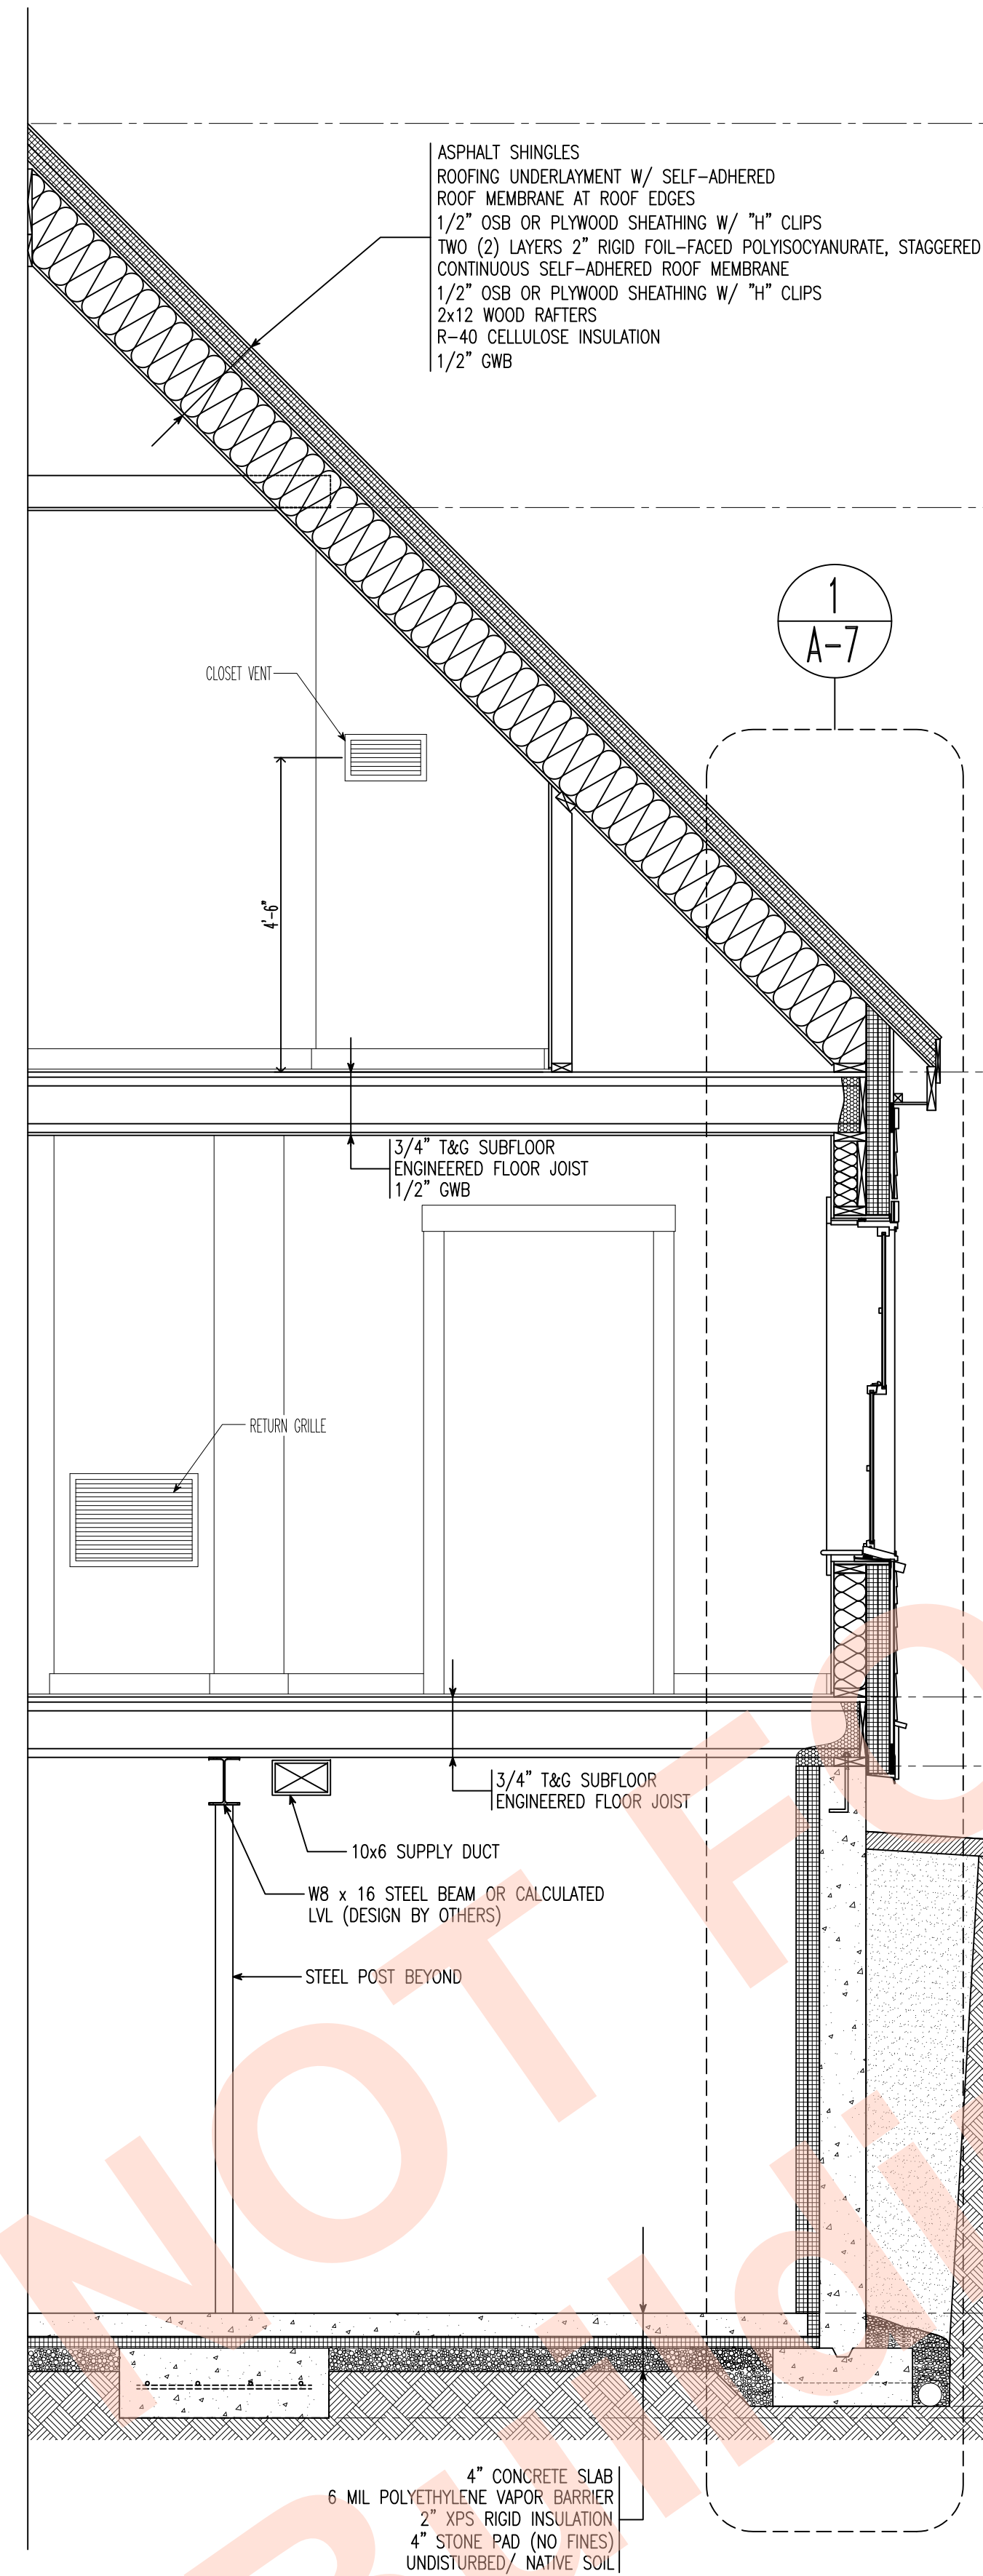 ASPHALT SHINGLES
ROOFING UNDERLAYMENT W/ SELF-ADHERED
ROOF MEMBRANE AT ROOF EDGES
1/2" OSB OR PLYWOOD SHEATHING W/ "H" CLIPS
TWO (2) LAYERS 2" RIGID FOIL-FACED POLYISOCYANURATE, STAGGERED
CONTINUOUS SELF-ADHERED ROOF MEMBRANE
1/2" OSB OR PLYWOOD SHEATHING W/ "H" CLIPS
2x12 WOOD RAFTERS
R-40 CELLULOSE INSULATION
1/2" GWB
1
A-7
CLOSET VENT
4'-6"
3/4" T&G SUBFLOOR
ENGINEERED FLOOR JOIST
1/2" GWB
RETURN GRILLE
3/4" T&G SUBFLOOR
ENGINEERED FLOOR JOIST
10x6 SUPPLY DUCT
W8 x 16 STEEL BEAM OR CALCULATED
LVL (DESIGN BY OTHERS)
STEEL POST BEYOND
4" CONCRETE SLAB
6 MIL POLYETHYLENE VAPOR BARRIER
2" XPS RIGID INSULATION
4" STONE PAD (NO FINES)
UNDISTURBED/ NATIVE SOIL
NOT FO
Buildi